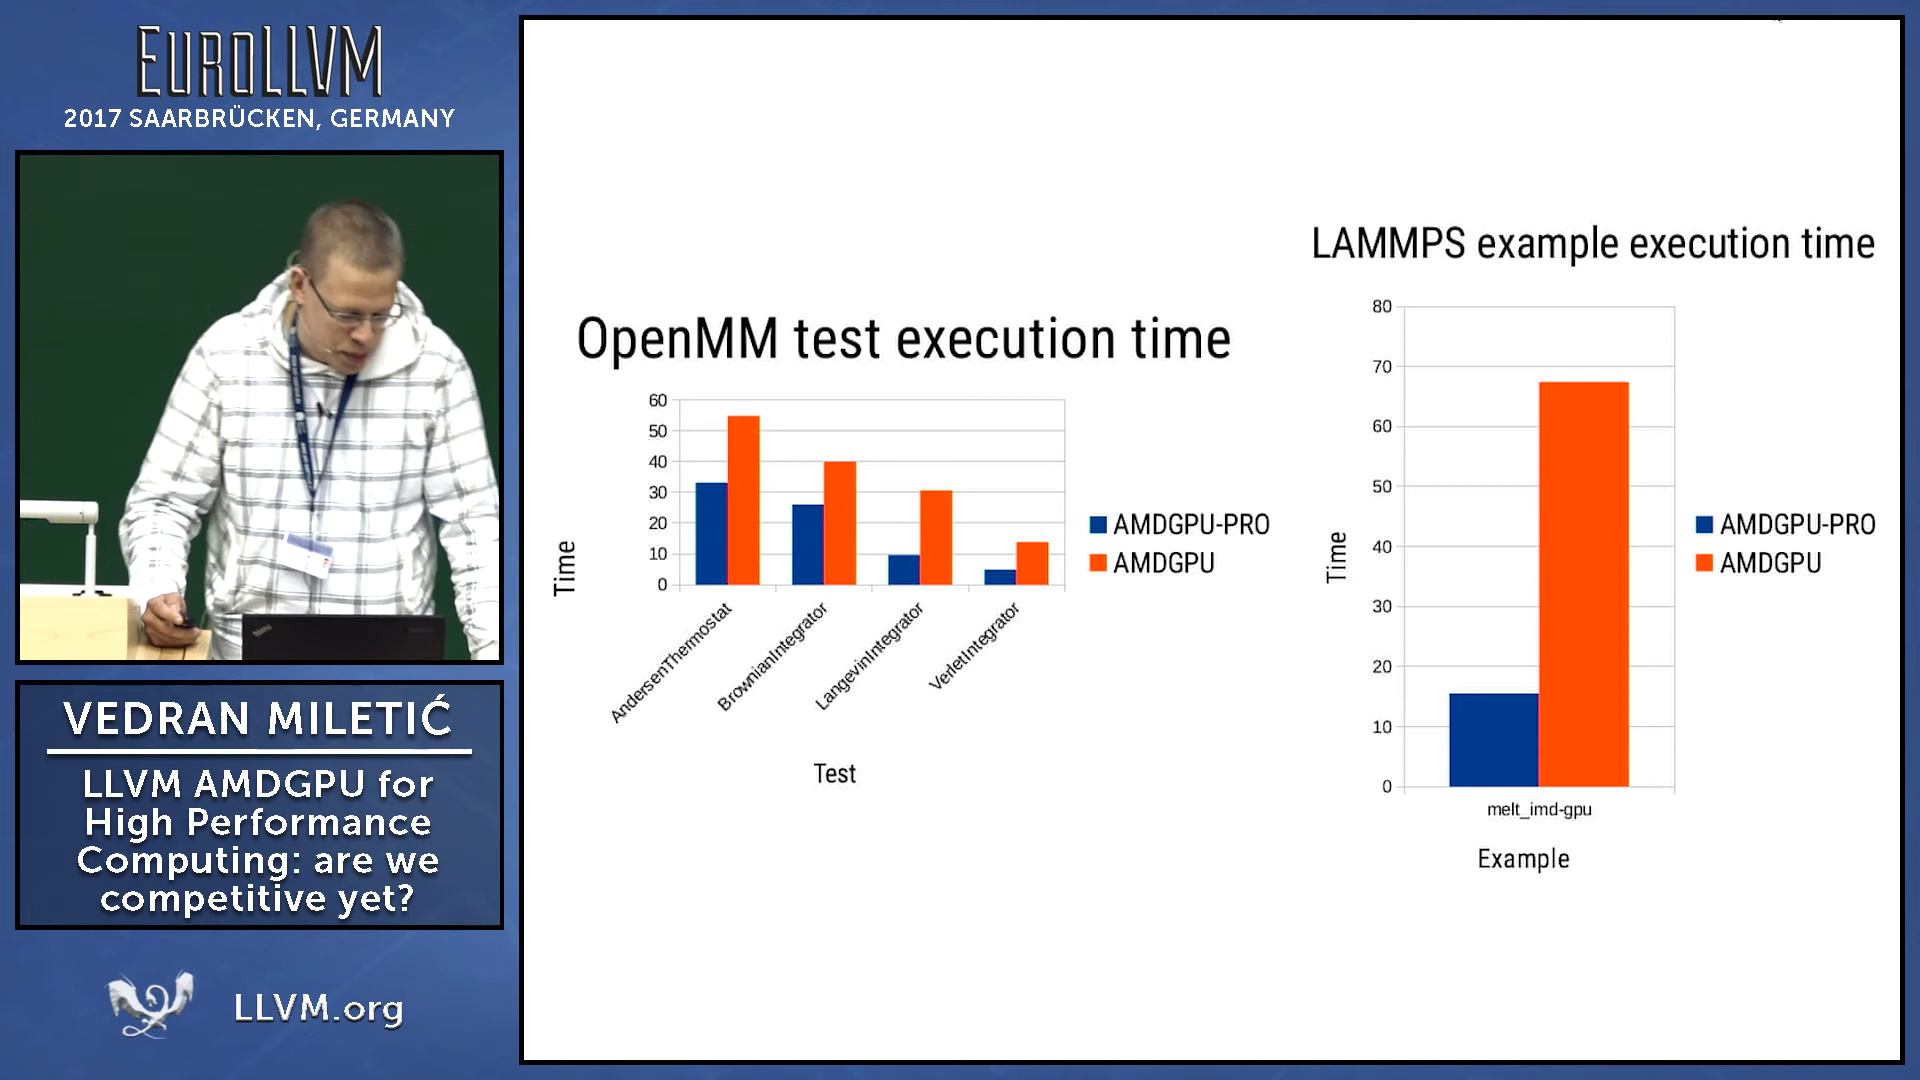 EUROLLVM
2017 SAARBRÜCKEN, GERMANY
VEDRAN MILETIĆ
LLVM AMDGPU for
High Performance
Computing: are we
competitive yet?
LLVM.org
OpenMM test execution time
60
50
40
30
20
10
0
Time
AndersenThermostat
BrownianIntegrator
LangevinIntegrator
VerletIntegrator
Test
AMDGPU-PRO
AMDGPU
LAMMPS example execution time
80
70
60
50
40
30
20
10
0
Time
melt_imd-gpu
Example
AMDGPU-PRO
AMDGPU